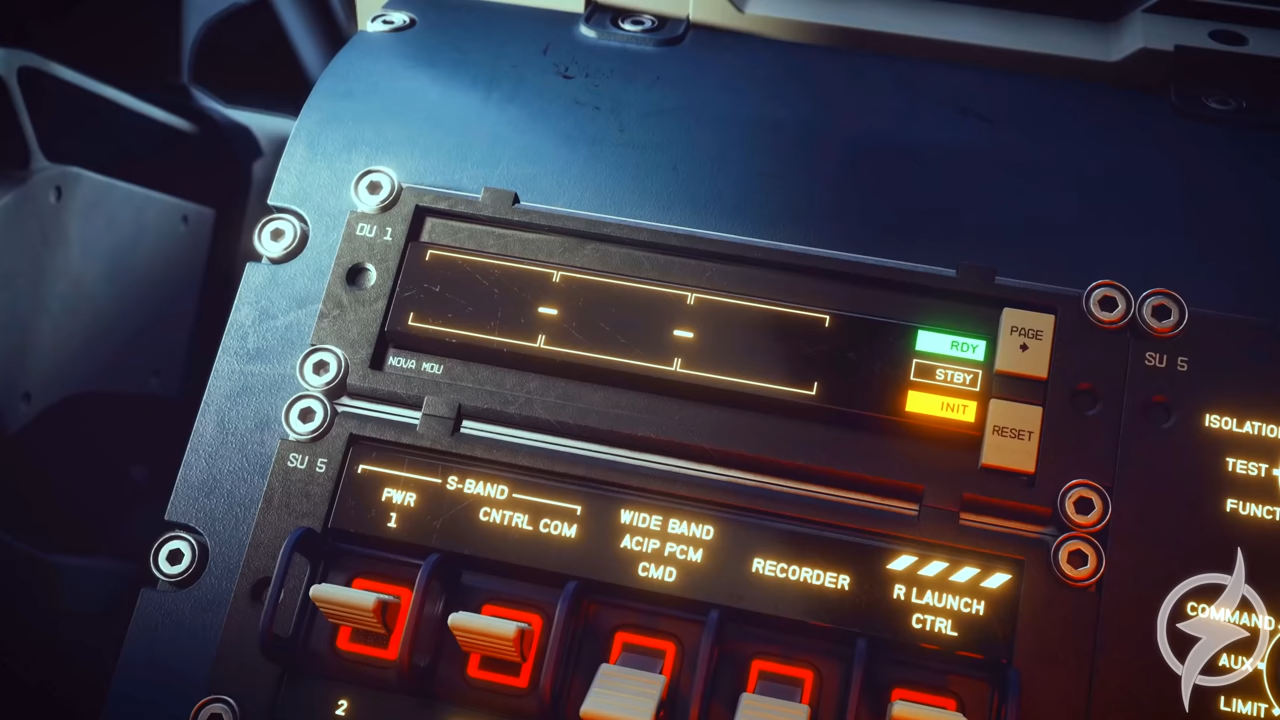 DU 1
RDY
STBY
INIT
PAGE
RESET
NOVA MDU
SU 5
SU 5
S-BAND
PWR
1
CNTRL COM
WIDE BAND
ACIP PCM
CMD
RECORDER
R LAUNCH
CTRL
2
ISOLATIO
TEST
FUNCT
COMMAND
AUX
LIMIT